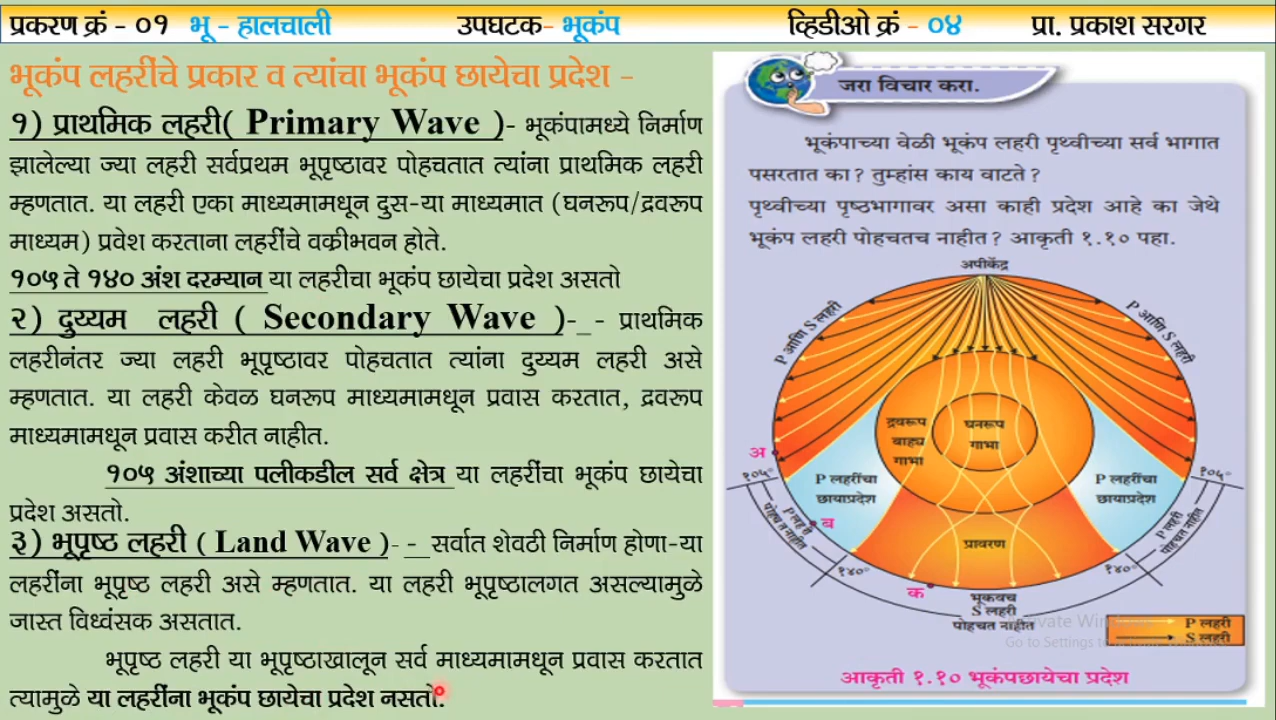 प्रकरण क्रं - ०१ भू - हालचाली उपघटक- भूकंप व्हिडीओ क्रं - ०४ प्रा. प्रकाश सरगर
भूकंप लहरींचे प्रकार व त्यांचा भूकंप छायेचा प्रदेश -
१) प्राथमिक लहरी( Primary Wave )- भूकंपामध्ये निर्माण
झालेल्या ज्या लहरी सर्वप्रथम भूपृष्ठावर पोहचतात त्यांना प्राथमिक लहरी
म्हणतात. या लहरी एका माध्यमामधून दुस-या माध्यमात (घनरूप/द्रवरूप
माध्यम) प्रवेश करताना लहरींचे वक्रीभवन होते.
१०५ ते १४० अंश दरम्यान या लहरीचा भूकंप छायेचा प्रदेश असतो
२) दुय्यम लहरी ( Secondary Wave )-_- प्राथमिक
लहरीनंतर ज्या लहरी भूपृष्ठावर पोहचतात त्यांना दुय्यम लहरी असे
म्हणतात. या लहरी केवळ घनरूप माध्यमामधून प्रवास करतात, द्रवरूप
माध्यमामधून प्रवास करीत नाहीत.
१०५ अंशाच्या पलीकडील सर्व क्षेत्र या लहरींचा भूकंप छायेचा
प्रदेश असतो.
३) भूपृष्ठ लहरी ( Land Wave )- - सर्वात शेवठी निर्माण होणा-या
लहरींना भूपृष्ठ लहरी असे म्हणतात. या लहरी भूपृष्ठालगत असल्यामुळे
जास्त विध्वंसक असतात.
भूपृष्ठ लहरी या भूपृष्ठाखालून सर्व माध्यमामधून प्रवास करतात
त्यामुळे या लहरींना भूकंप छायेचा प्रदेश नसतो.
जरा विचार करा.
भूकंपाच्या वेळी भूकंप लहरी पृथ्वीच्या सर्व भागात
पसरतात का? तुम्हांस काय वाटते?
पृथ्वीच्या पृष्ठभागावर असा काही प्रदेश आहे का जेथे
भूकंप लहरी पोहचतच नाहीत? आकृती १.१० पहा.
अपीकेंद्र
P आणि S लहरी
P आणि S लहरी
द्रवरूप
बाह्य
गाभा
घनरूप
गाभा
अ
१०५°
१०५°
P लहरींचा
छायाप्रदेश
P लहरींचा
छायाप्रदेश
P लहरी
पोहचत नाहीत
ब
P लहरी
पोहचत नाहीत
प्रावरण
१४०°
१४०°
क
भूकवच
S लहरी
पोहचत नाहीत
P लहरी
S लहरी
आकृती १.१० भूकंपछायेचा प्रदेश